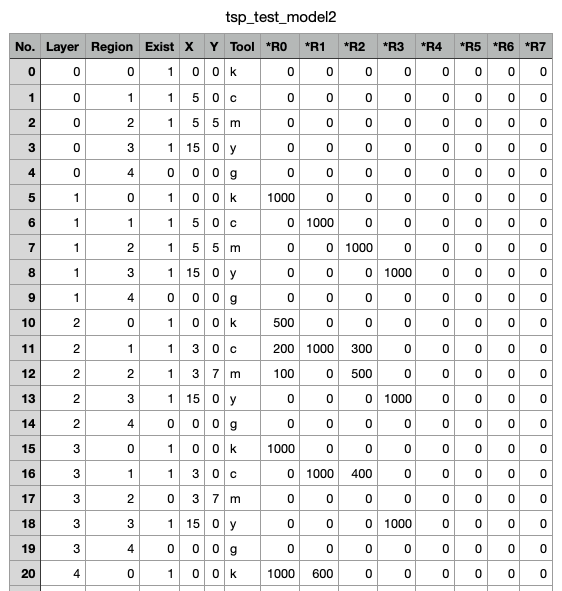 tsp_test_model2
No. Layer Region Exist X Y Tool *R0 *R1 *R2 *R3 *R4 *R5 *R6 *R7
0 0 0 1 0 0 k 0 0 0 0 0 0 0 0
1 0 1 1 5 0 c 0 0 0 0 0 0 0 0
2 0 2 1 5 5 m 0 0 0 0 0 0 0 0
3 0 3 1 15 0 y 0 0 0 0 0 0 0 0
4 0 4 0 0 0 g 0 0 0 0 0 0 0 0
5 1 0 1 0 0 k 1000 0 0 0 0 0 0 0
6 1 1 1 5 0 c 0 1000 0 0 0 0 0 0
7 1 2 1 5 5 m 0 0 1000 0 0 0 0 0
8 1 3 1 15 0 y 0 0 0 1000 0 0 0 0
9 1 4 0 0 0 g 0 0 0 0 0 0 0 0
10 2 0 1 0 0 k 500 0 0 0 0 0 0 0
11 2 1 1 3 0 c 200 1000 300 0 0 0 0 0
12 2 2 1 3 7 m 100 0 500 0 0 0 0 0
13 2 3 1 15 0 y 0 0 0 1000 0 0 0 0
14 2 4 0 0 0 g 0 0 0 0 0 0 0 0
15 3 0 1 0 0 k 1000 0 0 0 0 0 0 0
16 3 1 1 3 0 c 0 1000 400 0 0 0 0 0
17 3 2 0 3 7 m 0 0 0 0 0 0 0 0
18 3 3 1 15 0 y 0 0 0 1000 0 0 0 0
19 3 4 0 0 0 g 0 0 0 0 0 0 0 0
20 4 0 1 0 0 k 1000 600 0 0 0 0 0 0